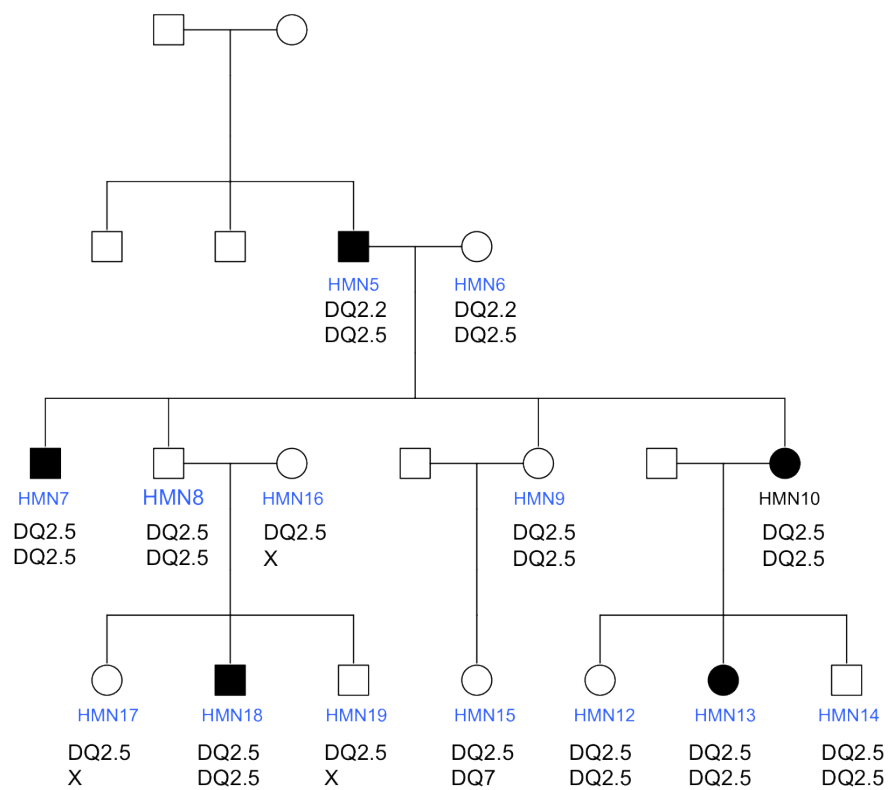 HMN5 HMN6
DQ2.2 DQ2.2
DQ2.5 DQ2.5
HMN7 HMN8 HMN16 HMN9 HMN10
DQ2.5 DQ2.5 DQ2.5 DQ2.5 DQ2.5
DQ2.5 DQ2.5 X DQ2.5 DQ2.5
HMN17 HMN18 HMN19 HMN15 HMN12 HMN13 HMN14
DQ2.5 DQ2.5 DQ2.5 DQ2.5 DQ2.5 DQ2.5 DQ2.5
X DQ2.5 X DQ7 DQ2.5 DQ2.5 DQ2.5